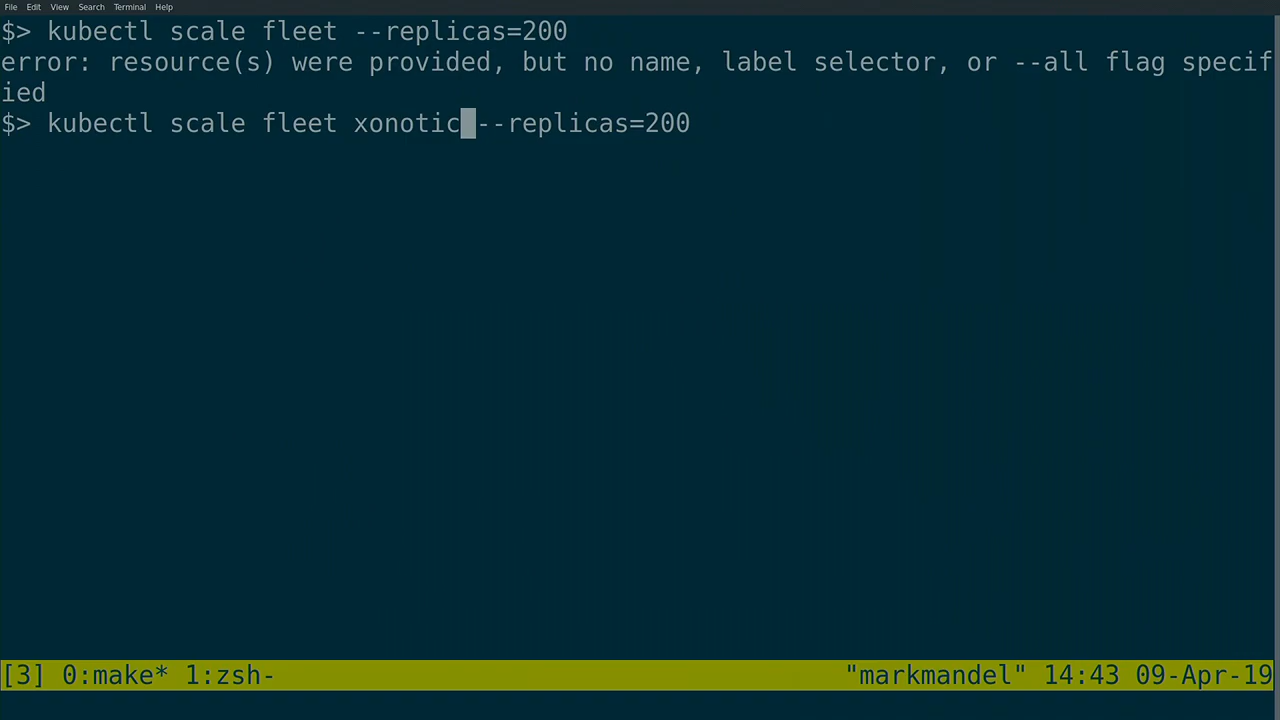 File Edit View Search Terminal Help
$> kubectl scale fleet --replicas=200
error: resource(s) were provided, but no name, label selector, or --all flag specif
ied
$> kubectl scale fleet xonotic --replicas=200
[3] 0:make* 1:zsh- "markmandel" 14:43 09-Apr-19